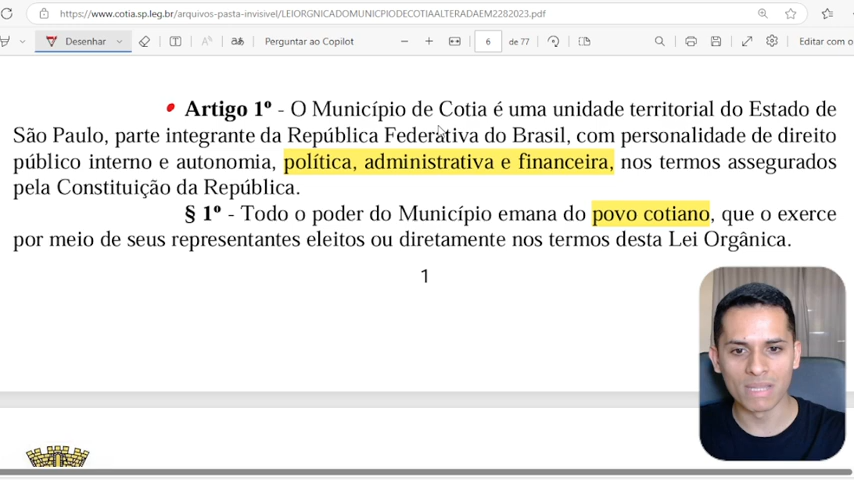 https://www.cotia.sp.leg.br/arquivos-pasta-invisivel/LEIORGNICADOMUNICPIODECOTIAALTERADAEM2282023.pdf
Desenhar
Perguntar ao Copilot
6
de 77
Editar com o
Artigo 1º - O Município de Cotia é uma unidade territorial do Estado de
São Paulo, parte integrante da República Federativa do Brasil, com personalidade de direito
público interno e autonomia, política, administrativa e financeira, nos termos assegurados
pela Constituição da República.
§ 1º - Todo o poder do Município emana do povo cotiano, que o exerce
por meio de seus representantes eleitos ou diretamente nos termos desta Lei Orgânica.
1